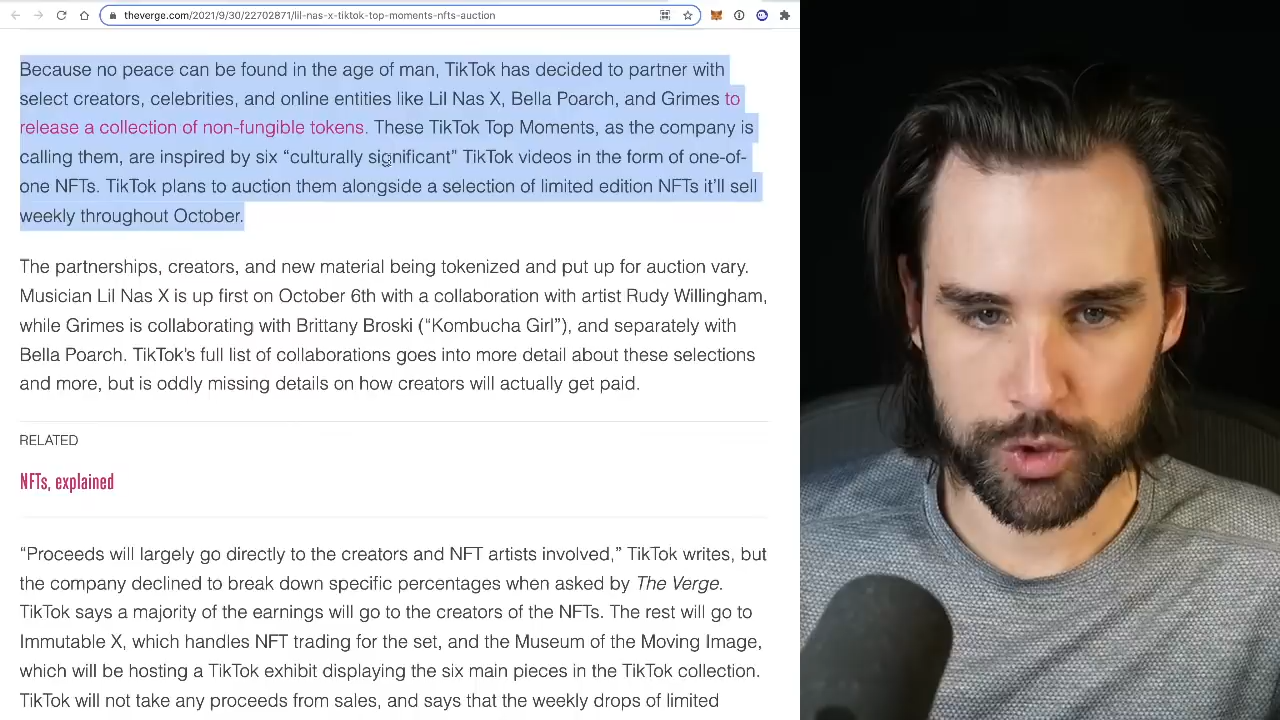 theverge.com/2021/9/30/22702871/lil-nas-x-tiktok-top-moments-nfts-auction
Because no peace can be found in the age of man, TikTok has decided to partner with
select creators, celebrities, and online entities like Lil Nas X, Bella Poarch, and Grimes to
release a collection of non-fungible tokens. These TikTok Top Moments, as the company is
calling them, are inspired by six “culturally significant” TikTok videos in the form of one-of-
one NFTs. TikTok plans to auction them alongside a selection of limited edition NFTs it’ll sell
weekly throughout October.
The partnerships, creators, and new material being tokenized and put up for auction vary.
Musician Lil Nas X is up first on October 6th with a collaboration with artist Rudy Willingham,
while Grimes is collaborating with Brittany Broski (“Kombucha Girl”), and separately with
Bella Poarch. TikTok’s full list of collaborations goes into more detail about these selections
and more, but is oddly missing details on how creators will actually get paid.
RELATED
NFTs, explained
“Proceeds will largely go directly to the creators and NFT artists involved,” TikTok writes, but
the company declined to break down specific percentages when asked by The Verge.
TikTok says a majority of the earnings will go to the creators of the NFTs. The rest will go to
Immutable X, which handles NFT trading for the set, and the Museum of the Moving Image,
which will be hosting a TikTok exhibit displaying the six main pieces in the TikTok collection.
TikTok will not take any proceeds from sales, and says that the weekly drops of limited